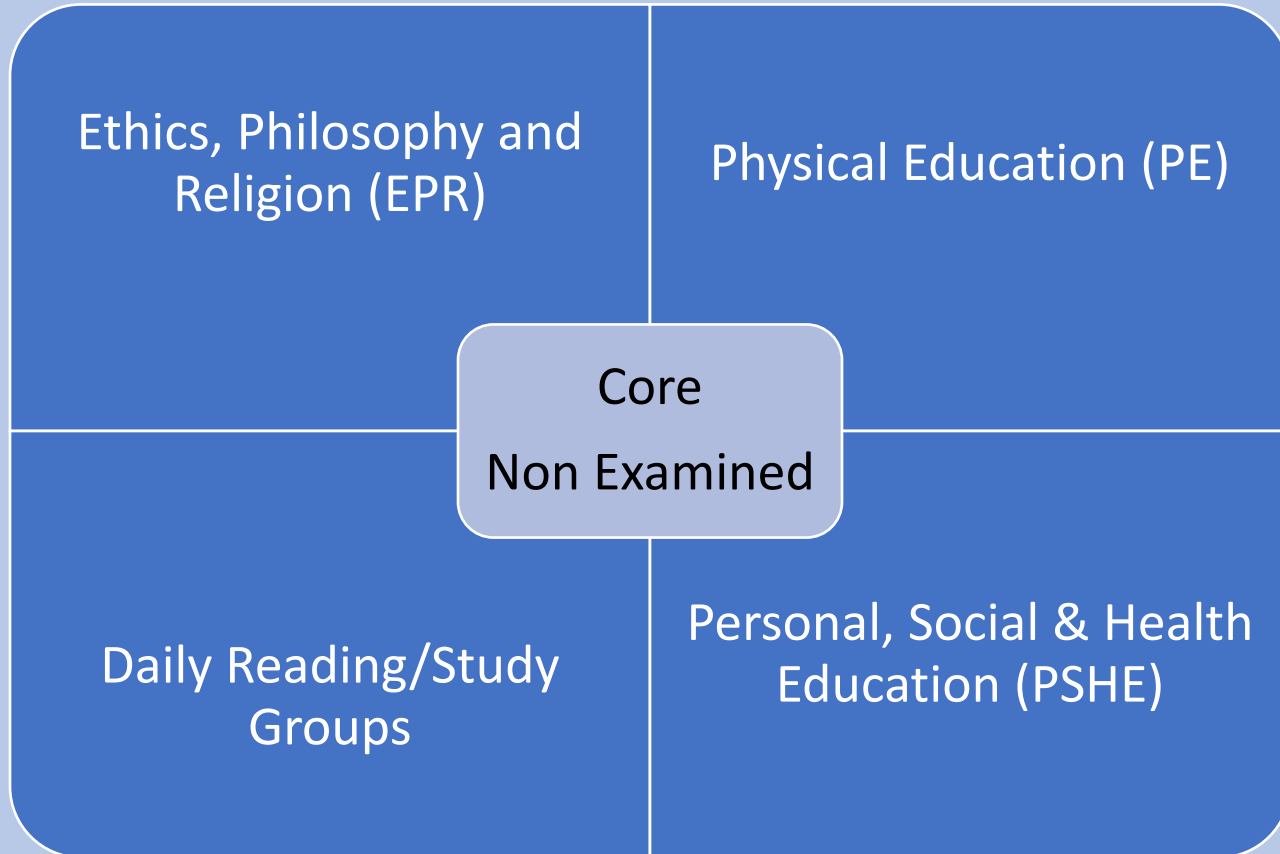 Ethics, Philosophy and
Religion (EPR)
Physical Education (PE)
Core
Non Examined
Daily Reading/Study
Groups
Personal, Social & Health
Education (PSHE)